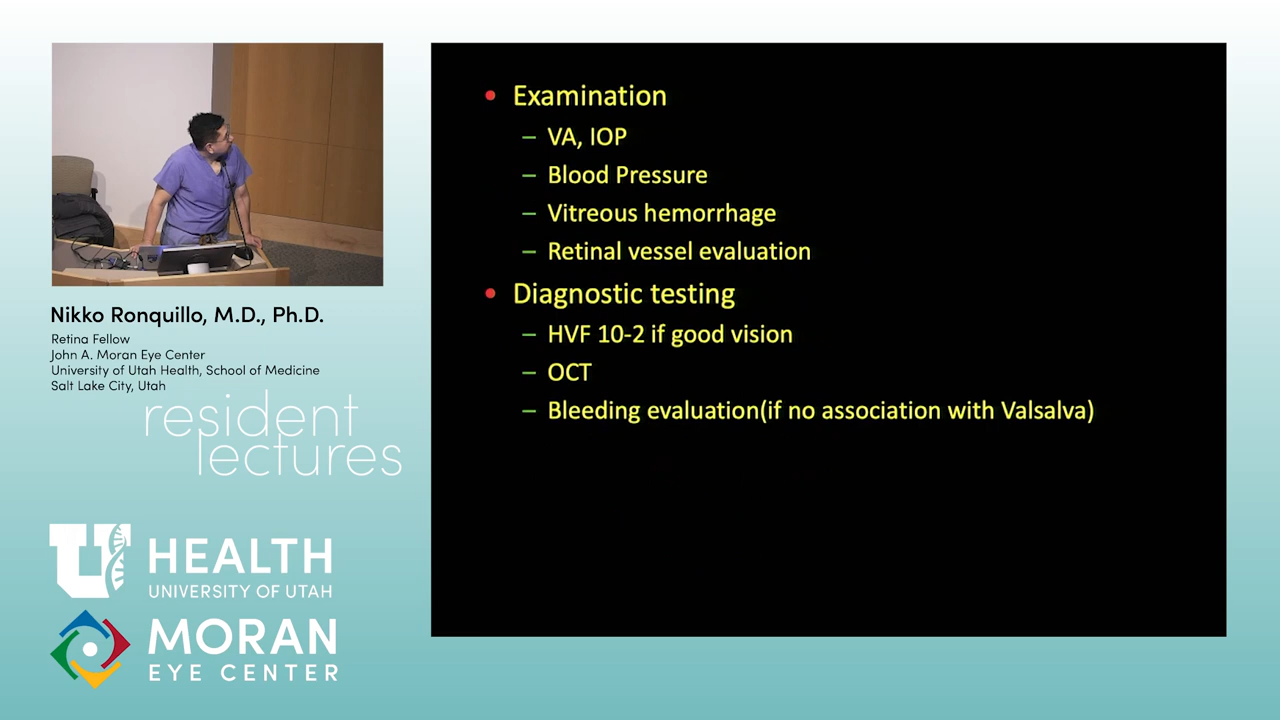 Nikko Ronquillo, M.D., Ph.D.
Retina Fellow
John A. Moran Eye Center
University of Utah Health, School of Medicine
Salt Lake City, Utah
resident
lectures
U HEALTH
UNIVERSITY OF UTAH
MORAN
EYE CENTER
• Examination
– VA, IOP
– Blood Pressure
– Vitreous hemorrhage
– Retinal vessel evaluation
• Diagnostic testing
– HVF 10-2 if good vision
– OCT
– Bleeding evaluation(if no association with Valsalva)